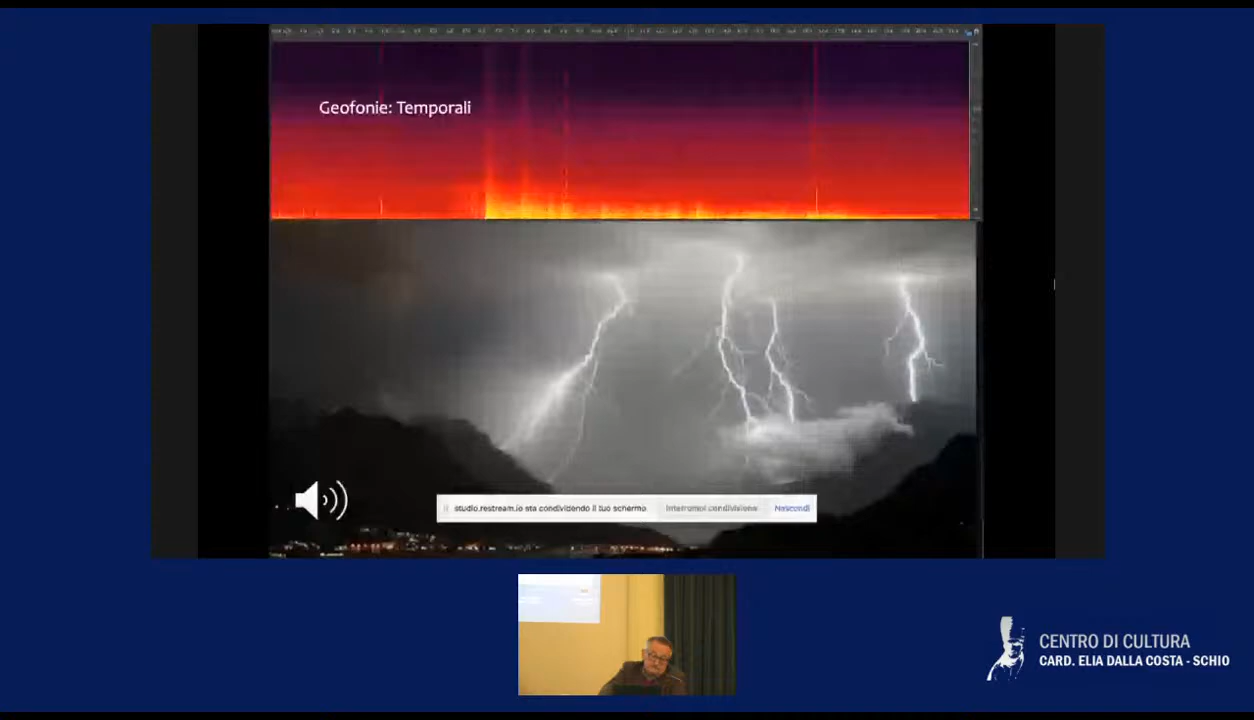 Geofonie: Temporali
studio.restream.io sta condividendo il tuo schermo.
Interrompi condivisione
Nascondi
CENTRO DI CULTURA
CARD. ELIA DALLA COSTA - SCHIO